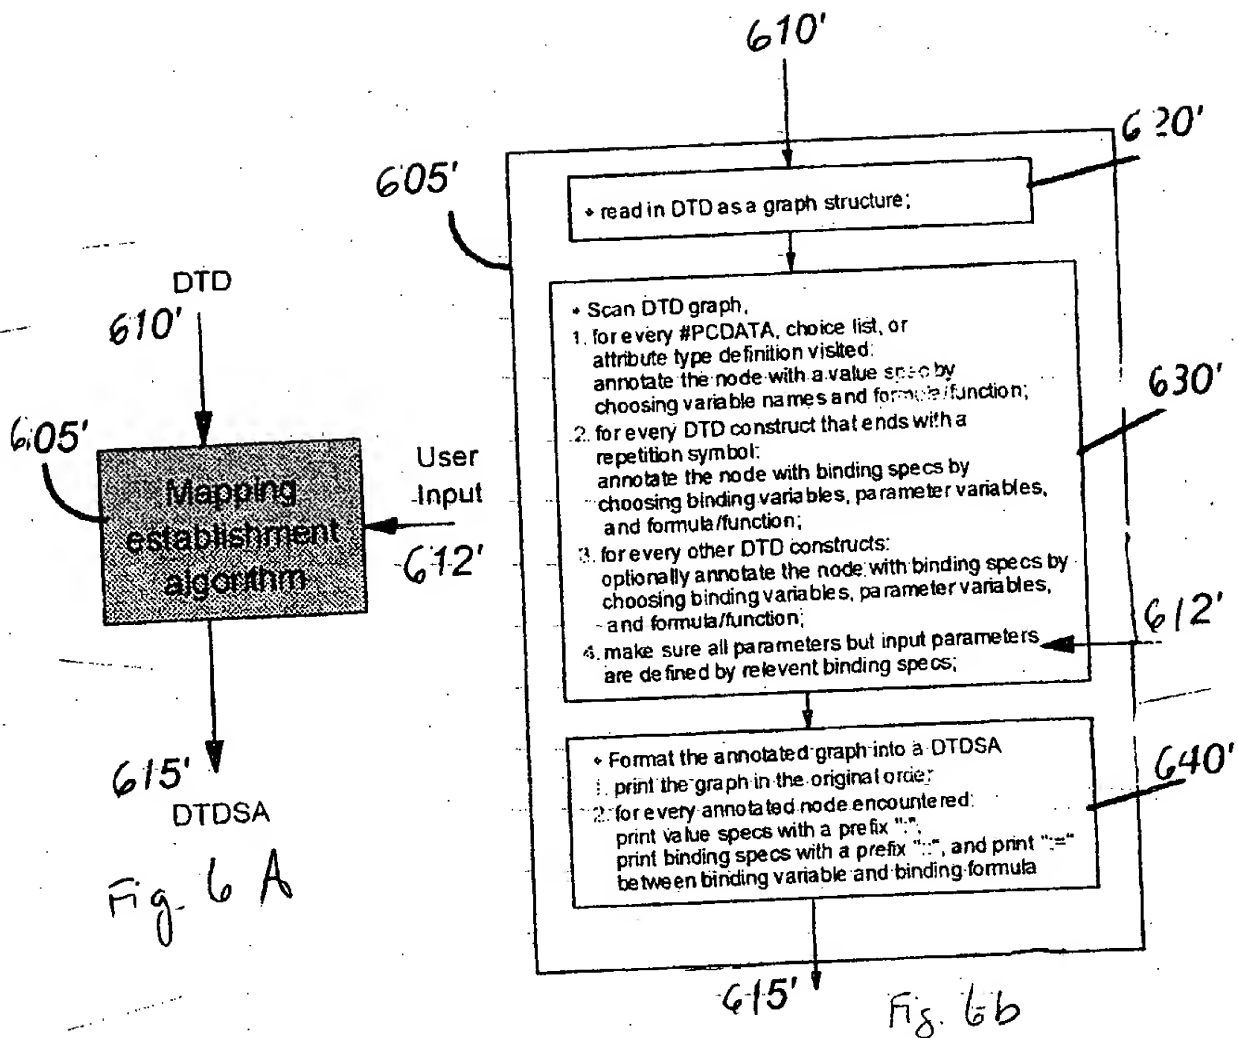 DTD
610'
605'
Mapping
establishment
algorithm
User
Input
612'
615'
DTDSA
Fig. 6 A
610'
605'
620'
* read in DTD as a graph structure;
* Scan DTD graph,
1. for every #PCDATA, choice list, or
attribute type definition visited:
annotate the node with a value spec by
choosing variable names and formula/function;
2. for every DTD construct that ends with a
repetition symbol:
annotate the node with binding specs by
choosing binding variables, parameter variables,
and formula/function;
3. for every other DTD constructs:
optionally annotate the node with binding specs by
choosing binding variables, parameter variables,
and formula/function;
4. make sure all parameters but input parameters
are defined by relevent binding specs;
630'
612'
* Format the annotated graph into a DTDSA
1. print the graph in the original order;
2. for every annotated node encountered:
print value specs with a prefix ":";
print binding specs with a prefix "::", and print ":="
between binding variable and binding formula
640'
615'
Fig. 6b